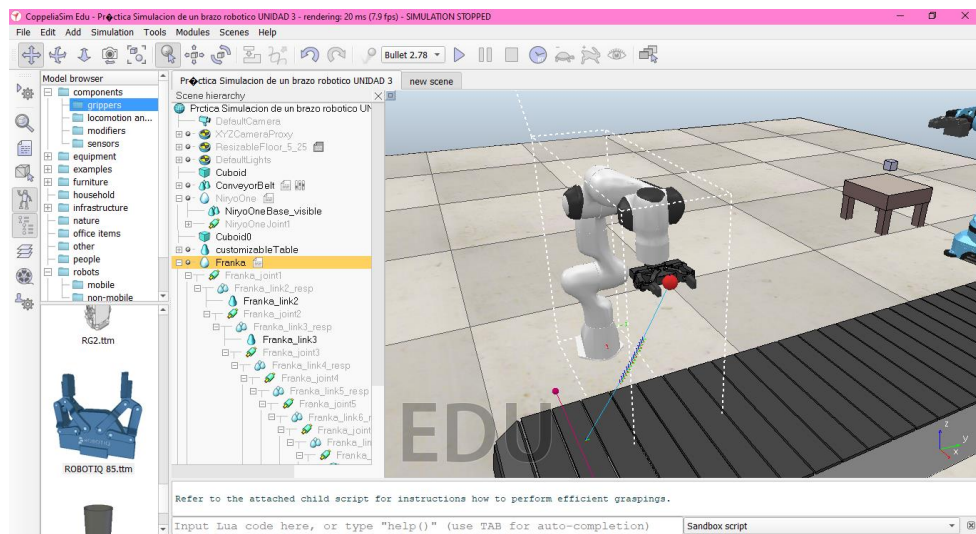 CoppeliaSim Edu - Pr�ctica Simulacion de un brazo robotico UNIDAD 3 - rendering: 20 ms (7.9 fps) - SIMULATION STOPPED
File Edit Add Simulation Tools Modules Scenes Help
Bullet 2.78
Model browser
components
grippers
locomotion an...
modifiers
sensors
equipment
examples
furniture
household
infrastructure
nature
office items
other
people
robots
mobile
non-mobile
RG2.ttm
ROBOTIQ 85.ttm
Pr�ctica Simulacion de un brazo robotico UNIDAD 3
new scene
Scene hierarchy
Prctica Simulacion de un brazo robotico UN
DefaultCamera
XYZCameraProxy
ResizableFloor_5_25
DefaultLights
Cuboid
ConveyorBelt
NiryoOne
NiryoOneBase_visible
NiryoOneJoint1
Cuboid0
customizableTable
Franka
Franka_joint1
Franka_link2_resp
Franka_link2
Franka_joint2
Franka_link3_resp
Franka_link3
Franka_joint3
Franka_link4_resp
Franka_joint4
Franka_link5_resp
Franka_joint5
Franka_link6_r
Franka_joint
Franka_lin
Franka_
EDU
z
y
x
Refer to the attached child script for instructions how to perform efficient graspings.
Input Lua code here, or type "help()" (use TAB for auto-completion)
Sandbox script